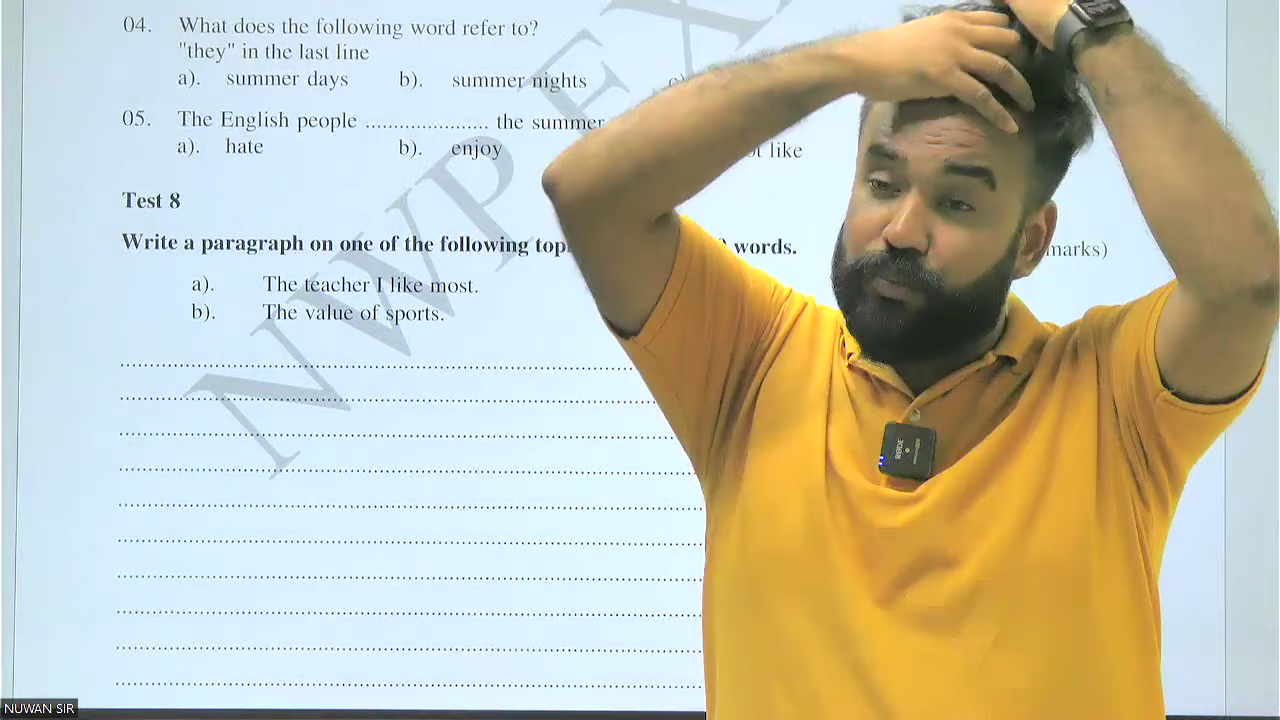 04. What does the following word refer to?
"they" in the last line
a). summer days b). summer nights c)
05. The English people ...................... the summer
a). hate b). enjoy like
Test 8
Write a paragraph on one of the following words.
marks)
a). The teacher I like most.
b). The value of sports.
NWP EX
RØDE
NUWAN SIR